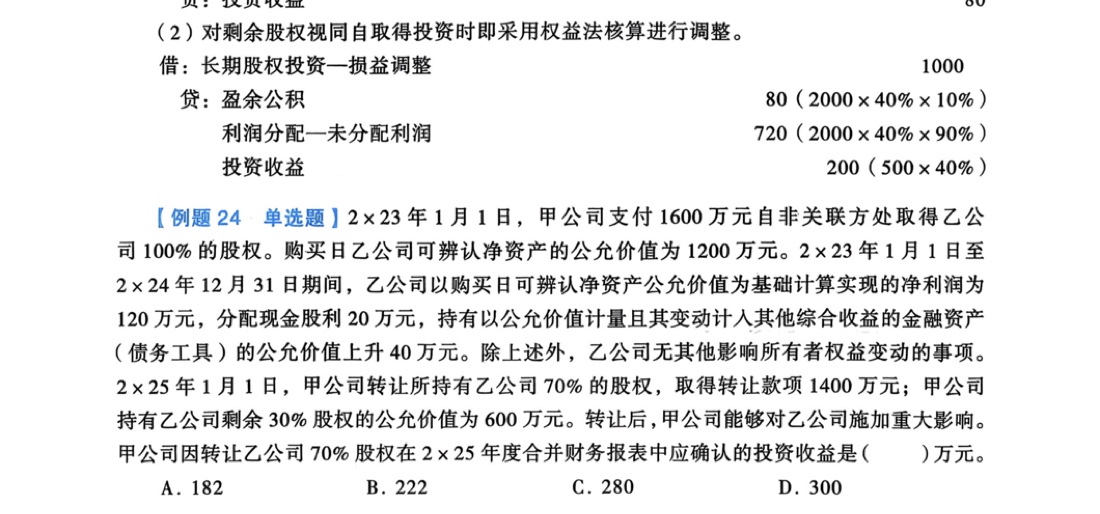 贷：投资收益 80
（2）对剩余股权视同自取得投资时即采用权益法核算进行调整。
借：长期股权投资—损益调整 1000
贷：盈余公积 80（2000×40%×10%）
利润分配—未分配利润 720（2000×40%×90%）
投资收益 200（500×40%）
【例题 24 单选题】2×23 年 1 月 1 日，甲公司支付 1600 万元自非关联方处取得乙公
司 100% 的股权。购买日乙公司可辨认净资产的公允价值为 1200 万元。2×23 年 1 月 1 日至
2×24 年 12 月 31 日期间，乙公司以购买日可辨认净资产公允价值为基础计算实现的净利润为
120 万元，分配现金股利 20 万元，持有以公允价值计量且其变动计入其他综合收益的金融资产
（债务工具）的公允价值上升 40 万元。除上述外，乙公司无其他影响所有者权益变动的事项。
2×25 年 1 月 1 日，甲公司转让所持有乙公司 70% 的股权，取得转让款项 1400 万元；甲公司
持有乙公司剩余 30% 股权的公允价值为 600 万元。转让后，甲公司能够对乙公司施加重大影响。
甲公司因转让乙公司 70% 股权在 2×25 年度合并财务报表中应确认的投资收益是（ ）万元。
A. 182 B. 222 C. 280 D. 300